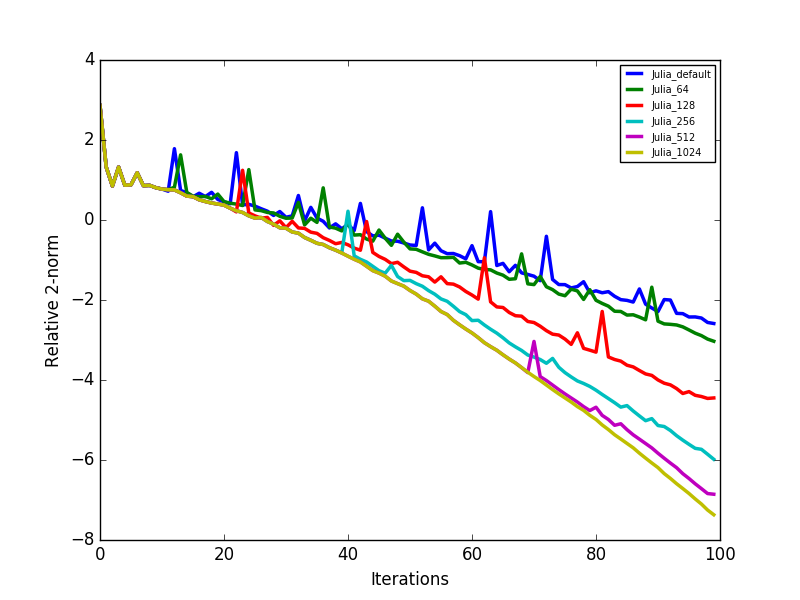 4
2
0
−2
−4
−6
−8
0 20 40 60 80 100
Relative 2-norm
Iterations
Julia_default
Julia_64
Julia_128
Julia_256
Julia_512
Julia_1024